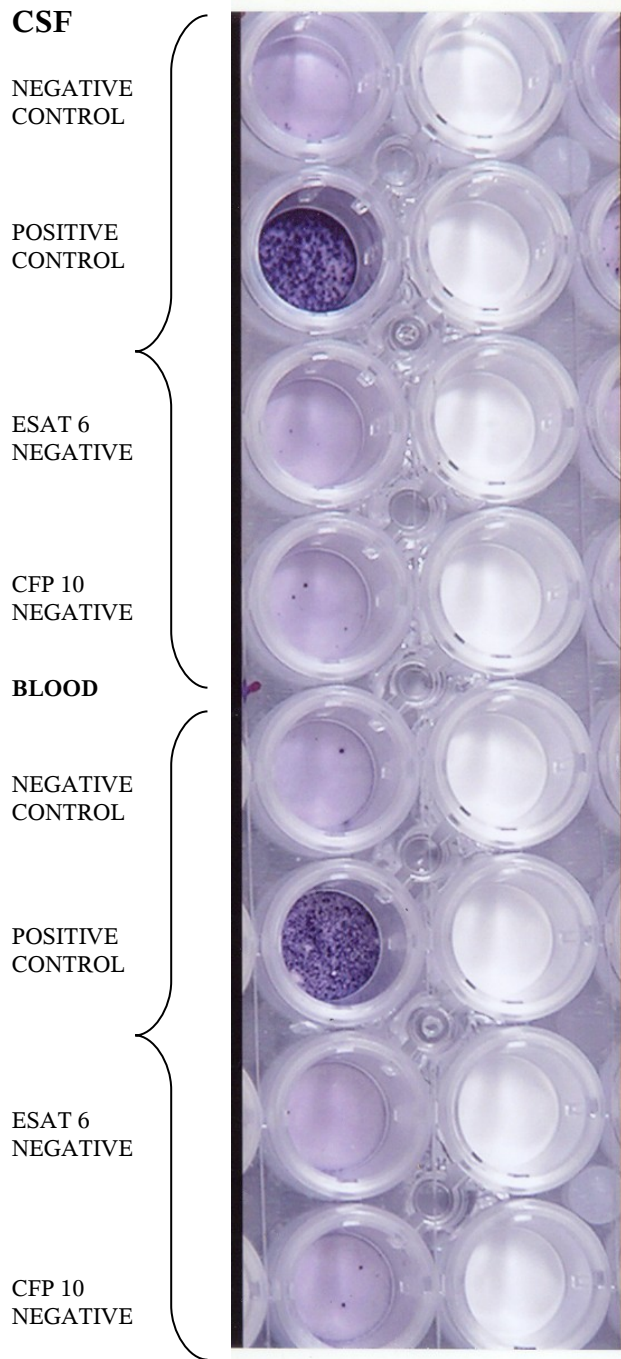 CSF
NEGATIVE
CONTROL
POSITIVE
CONTROL
ESAT 6
NEGATIVE
CFP 10
NEGATIVE
BLOOD
NEGATIVE
CONTROL
POSITIVE
CONTROL
ESAT 6
NEGATIVE
CFP 10
NEGATIVE